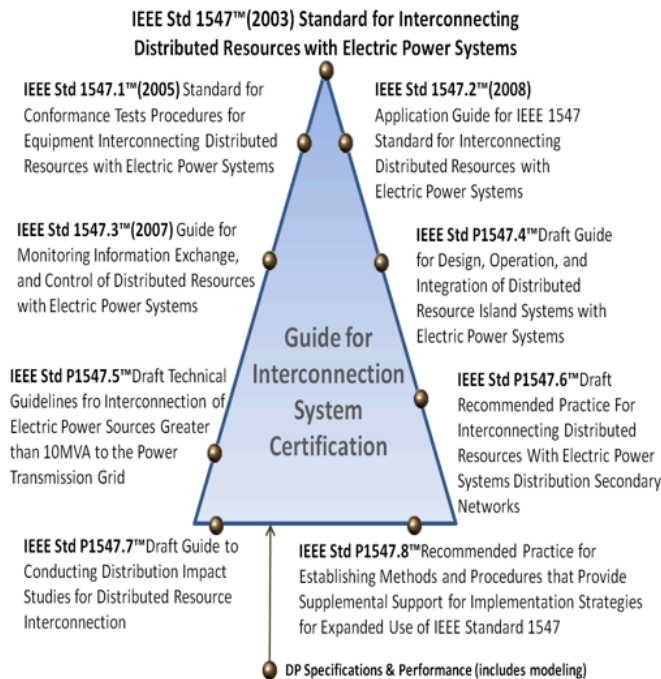 IEEE Std 1547™(2003) Standard for Interconnecting
Distributed Resources with Electric Power Systems
IEEE Std 1547.1™(2005) Standard for
Conformance Tests Procedures for
Equipment Interconnecting Distributed
Resources with Electric Power Systems
IEEE Std 1547.2™(2008)
Application Guide for IEEE 1547
Standard for Interconnecting
Distributed Resources with
Electric Power Systems
IEEE Std 1547.3™(2007) Guide for
Monitoring Information Exchange,
and Control of Distributed Resources
with Electric Power Systems
IEEE Std P1547.4™Draft Guide
for Design, Operation, and
Integration of Distributed
Resource Island Systems with
Electric Power Systems
Guide for
Interconnection
System
Certification
IEEE Std P1547.5™Draft Technical
Guidelines fro Interconnection of
Electric Power Sources Greater
than 10MVA to the Power
Transmission Grid
IEEE Std P1547.6™Draft
Recommended Practice For
Interconnecting Distributed
Resources With Electric Power
Systems Distribution Secondary
Networks
IEEE Std P1547.7™Draft Guide to
Conducting Distribution Impact
Studies for Distributed Resource
Interconnection
IEEE Std P1547.8™Recommended Practice for
Establishing Methods and Procedures that Provide
Supplemental Support for Implementation Strategies
for Expanded Use of IEEE Standard 1547
DP Specifications & Performance (includes modeling)